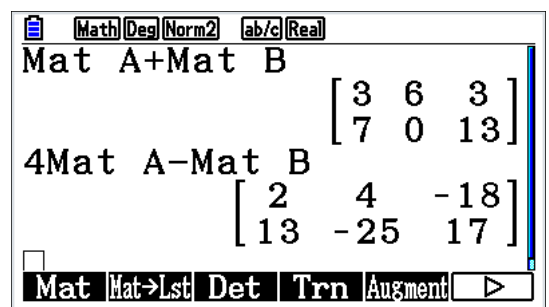 Math Deg Norm2 ab/c Real
Mat A+Mat B
[3 6 3]
[7 0 13]
4Mat A-Mat B
[2 4 -18]
[13 -25 17]
Mat Mat→Lst Det Trn Augment ▷